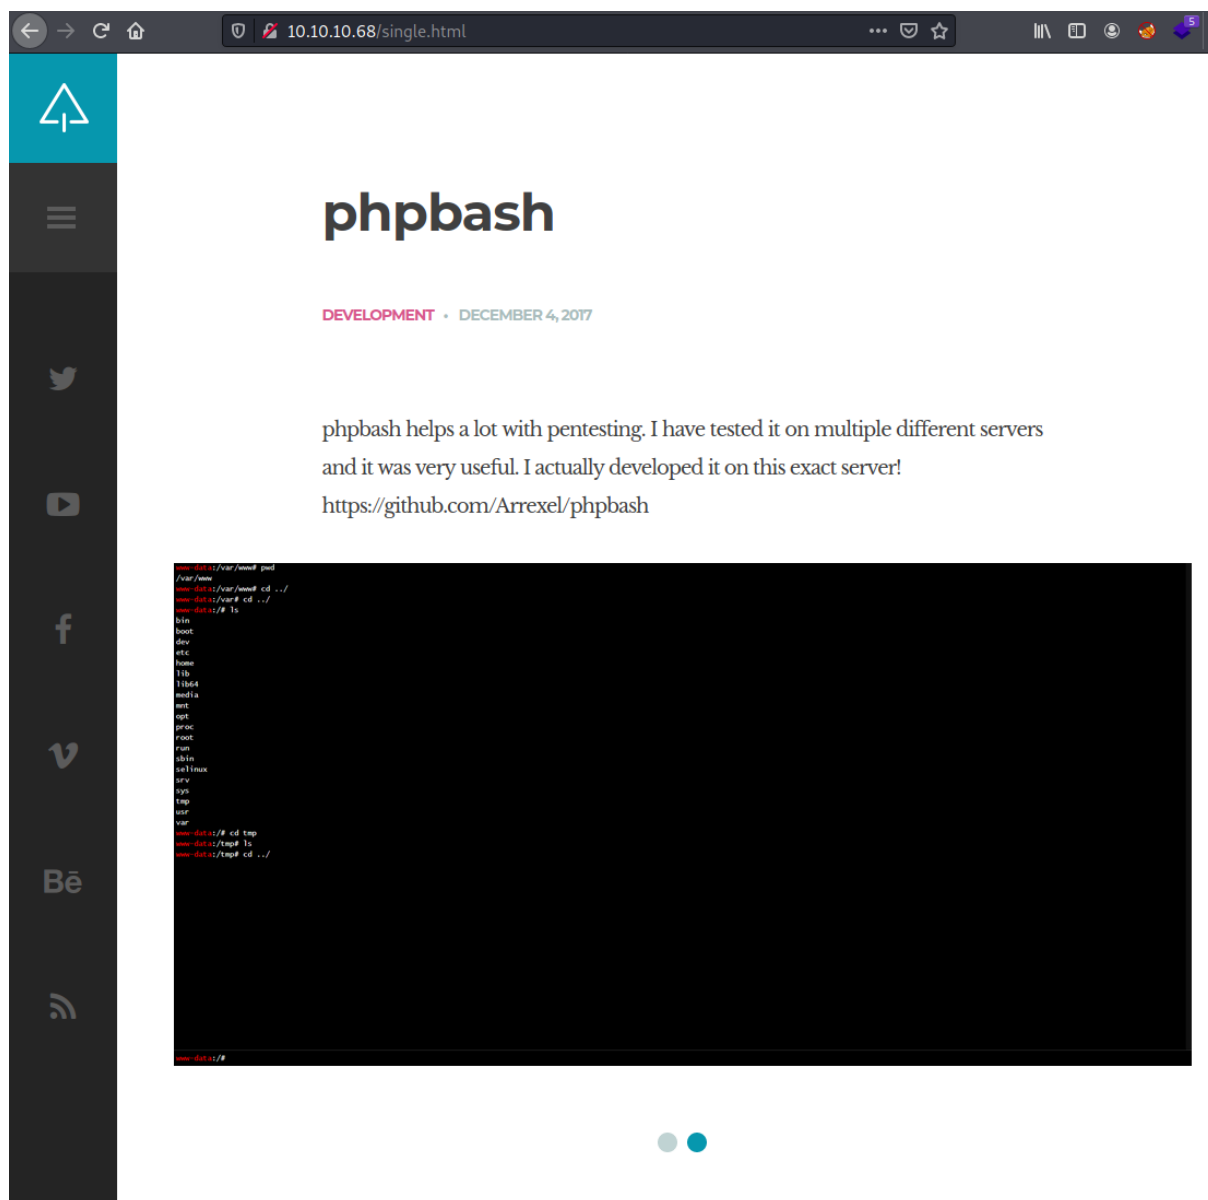 10.10.10.68/single.html
5
phpbash
DEVELOPMENT • DECEMBER 4, 2017
phpbash helps a lot with pentesting. I have tested it on multiple different servers
and it was very useful. I actually developed it on this exact server!
https://github.com/Arrexel/phpbash
www-data:/var/www# pwd
/var/www
www-data:/var/www# cd ../
www-data:/var# cd ../
www-data:/# ls
bin
boot
dev
etc
home
lib
lib64
media
mnt
opt
proc
root
run
sbin
selinux
srv
sys
tmp
usr
var
www-data:/# cd tmp
www-data:/tmp# ls
www-data:/tmp# cd ../
www-data:/#
Bē